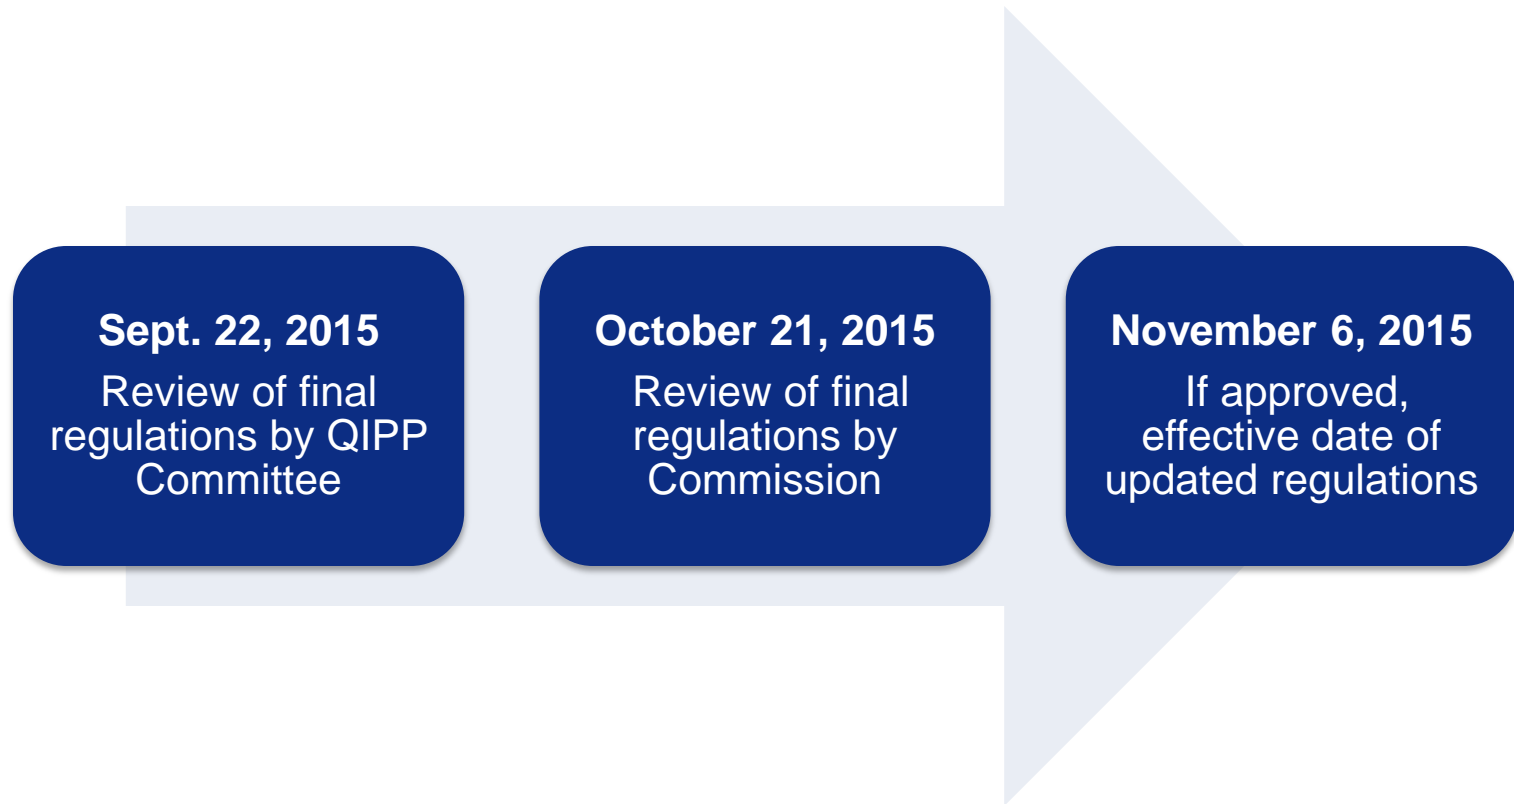 Sept. 22, 2015
Review of final
regulations by QIPP
Committee
October 21, 2015
Review of final
regulations by
Commission
November 6, 2015
If approved,
effective date of
updated regulations